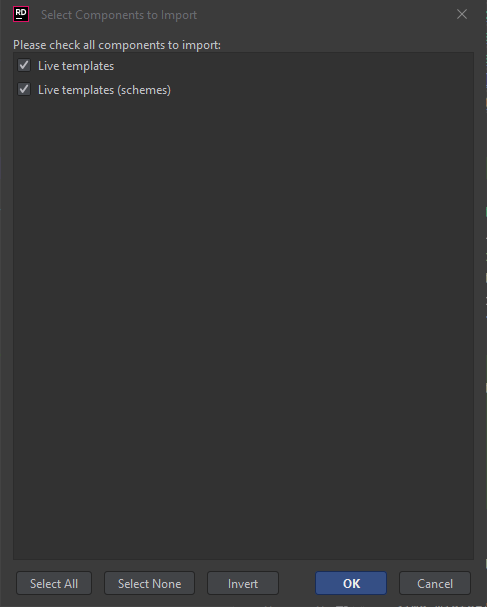 RD Select Components to Import
Please check all components to import:
Live templates
Live templates (schemes)
Select All Select None Invert OK Cancel